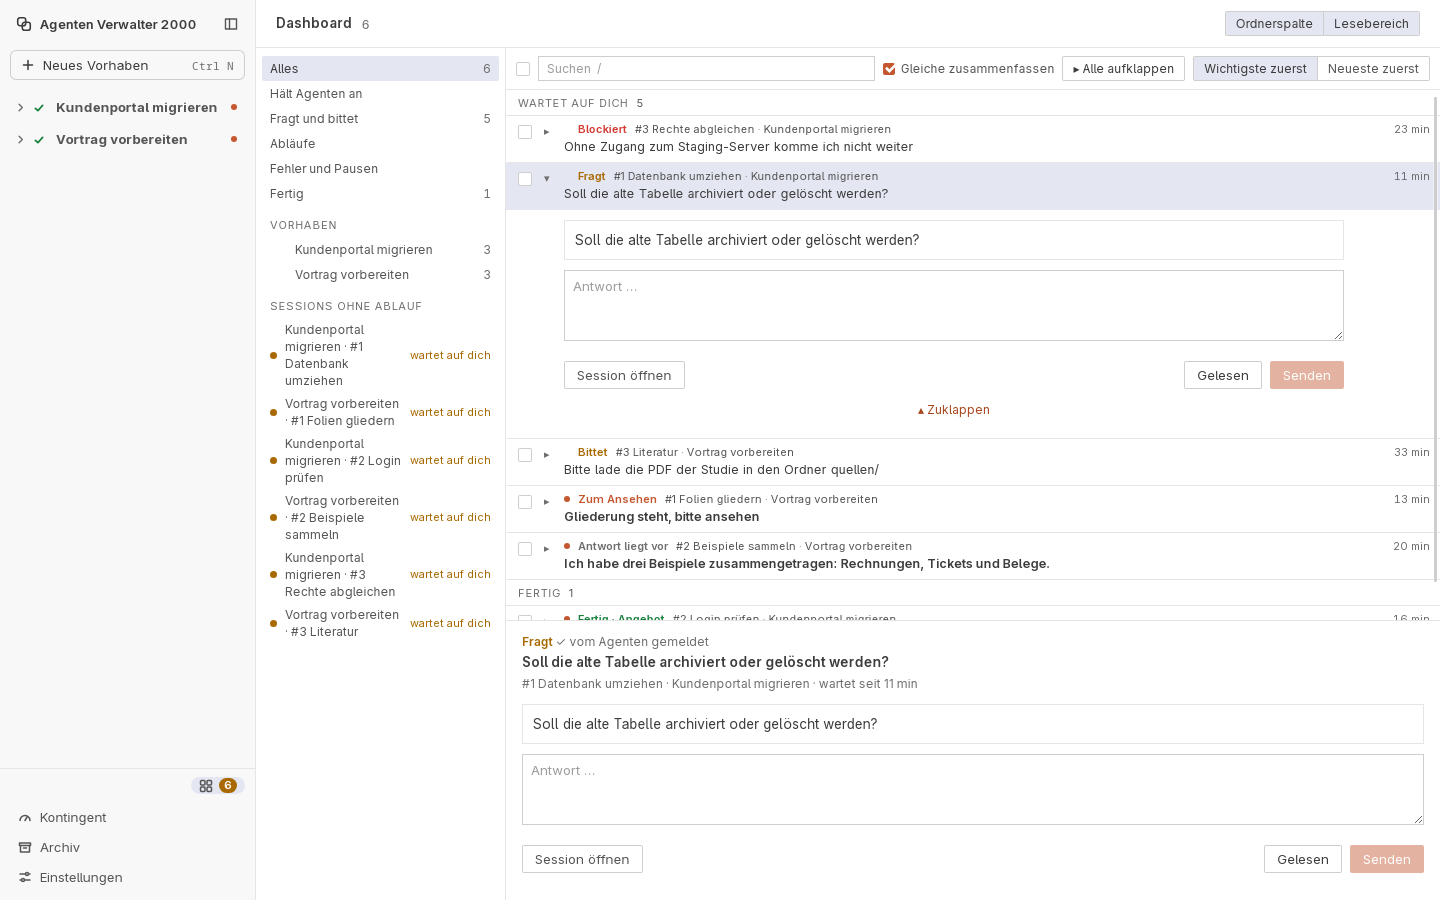 Agenten Verwalter 2000
Neues Vorhaben Ctrl N
Kundenportal migrieren
Vortrag vorbereiten
6
Kontingent
Archiv
Einstellungen
Dashboard 6
Ordnerspalte Lesebereich
Alles 6
Hält Agenten an
Fragt und bittet 5
Abläufe
Fehler und Pausen
Fertig 1
VORHABEN
Kundenportal migrieren 3
Vortrag vorbereiten 3
SESSIONS OHNE ABLAUF
Kundenportal
migrieren · #1
Datenbank
umziehen
wartet auf dich
Vortrag vorbereiten
· #1 Folien gliedern
wartet auf dich
Kundenportal
migrieren · #2 Login
prüfen
wartet auf dich
Vortrag vorbereiten
· #2 Beispiele
sammeln
wartet auf dich
Kundenportal
migrieren · #3
Rechte abgleichen
wartet auf dich
Vortrag vorbereiten
· #3 Literatur
wartet auf dich
Suchen /
Gleiche zusammenfassen
▸ Alle aufklappen
Wichtigste zuerst Neueste zuerst
WARTET AUF DICH 5
▸ Blockiert #3 Rechte abgleichen · Kundenportal migrieren 23 min
Ohne Zugang zum Staging-Server komme ich nicht weiter
▾ Fragt #1 Datenbank umziehen · Kundenportal migrieren 11 min
Soll die alte Tabelle archiviert oder gelöscht werden?
Soll die alte Tabelle archiviert oder gelöscht werden?
Antwort …
Session öffnen Gelesen Senden
▴ Zuklappen
▸ Bittet #3 Literatur · Vortrag vorbereiten 33 min
Bitte lade die PDF der Studie in den Ordner quellen/
▸ Zum Ansehen #1 Folien gliedern · Vortrag vorbereiten 13 min
Gliederung steht, bitte ansehen
▸ Antwort liegt vor #2 Beispiele sammeln · Vortrag vorbereiten 20 min
Ich habe drei Beispiele zusammengetragen: Rechnungen, Tickets und Belege.
FERTIG 1
Fertig · Angebot #2 Login prüfen · Kundenportal migrieren 16 min
Fragt ✓ vom Agenten gemeldet
Soll die alte Tabelle archiviert oder gelöscht werden?
#1 Datenbank umziehen · Kundenportal migrieren · wartet seit 11 min
Soll die alte Tabelle archiviert oder gelöscht werden?
Antwort …
Session öffnen Gelesen Senden